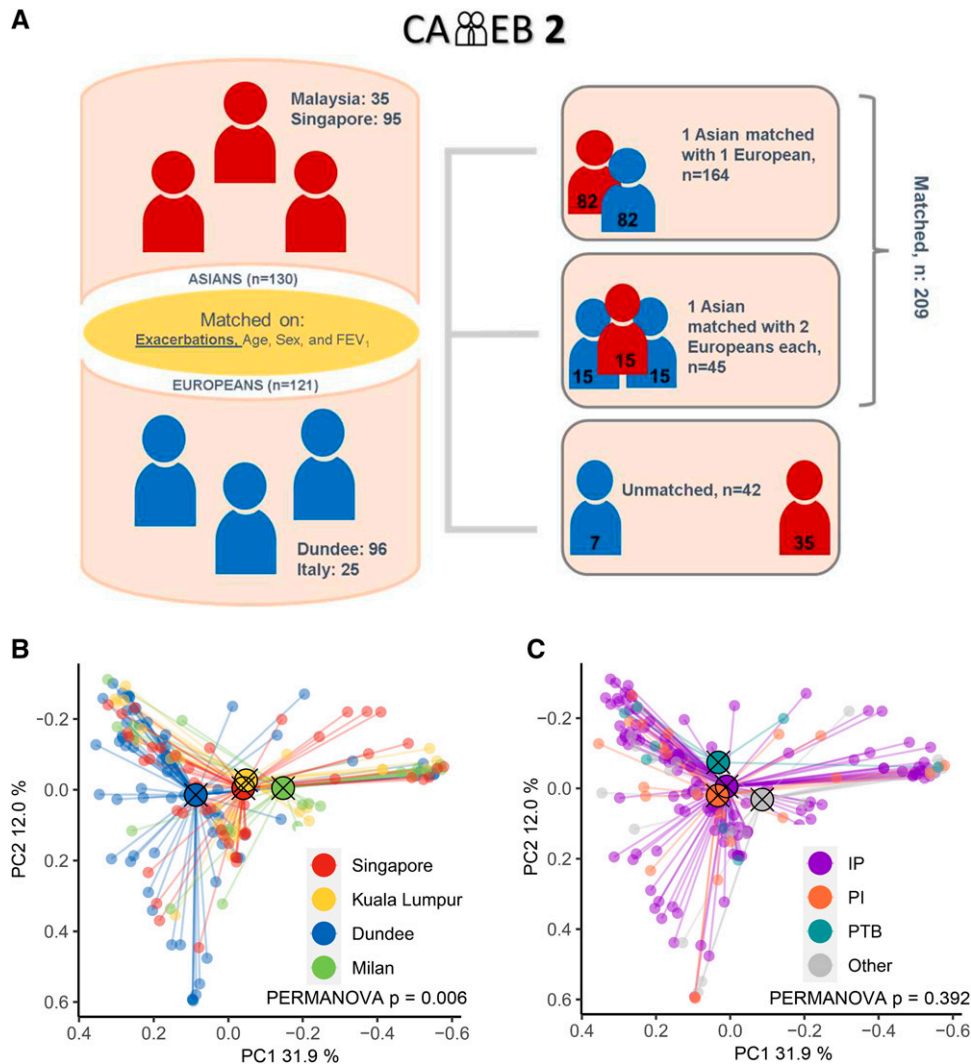 A
CAMEB 2
Malaysia: 35
Singapore: 95
ASIANS (n=130)
Matched on:
Exacerbations, Age, Sex, and FEV1
EUROPEANS (n=121)
Dundee: 96
Italy: 25
1 Asian matched
with 1 European,
n=164
82
82
1 Asian
matched with 2
Europeans each,
n=45
15
15
15
Unmatched, n=42
7
35
Matched, n: 209
B
−0.2
0.0
0.2
0.4
0.6
PC2 12.0 %
Singapore
Kuala Lumpur
Dundee
Milan
PERMANOVA p = 0.006
0.4
0.2
0.0
−0.2
−0.4
−0.6
PC1 31.9 %
C
−0.2
0.0
0.2
0.4
0.6
PC2 12.0 %
IP
PI
PTB
Other
PERMANOVA p = 0.392
0.4
0.2
0.0
−0.2
−0.4
−0.6
PC1 31.9 %